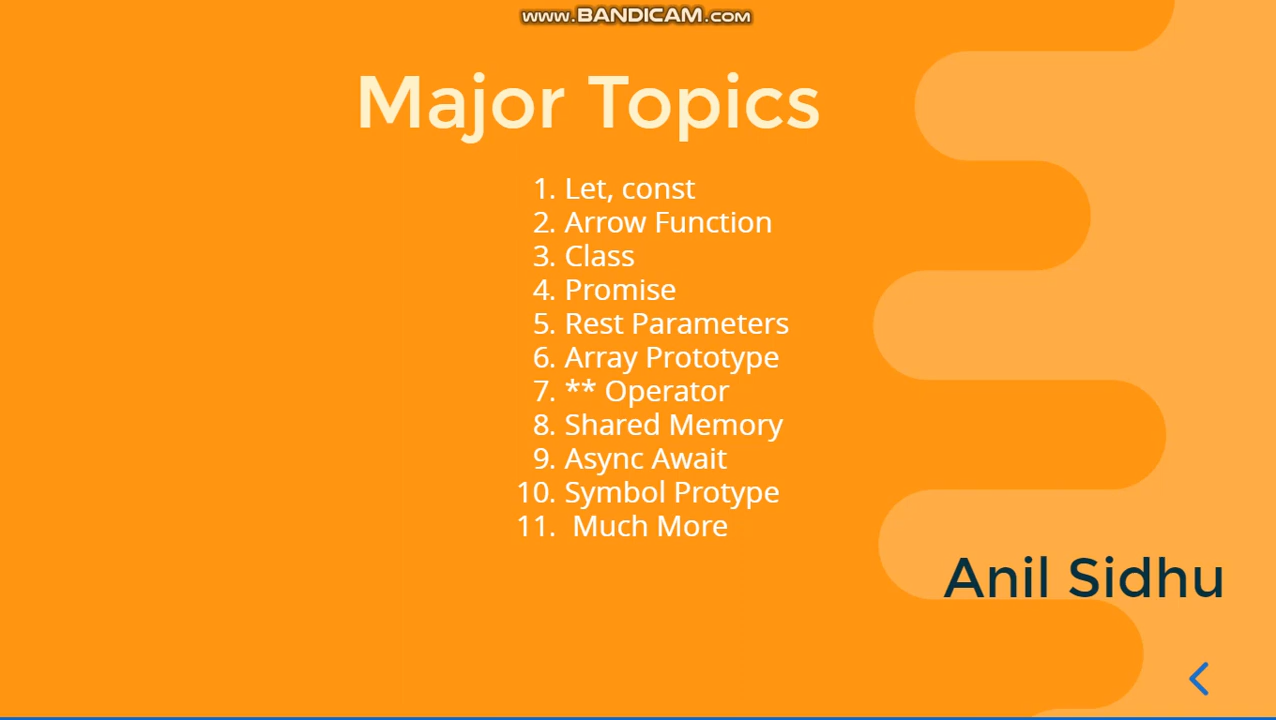 www.BANDICAM.com
Major Topics
1. Let, const
2. Arrow Function
3. Class
4. Promise
5. Rest Parameters
6. Array Prototype
7. ** Operator
8. Shared Memory
9. Async Await
10. Symbol Protype
11. Much More
Anil Sidhu